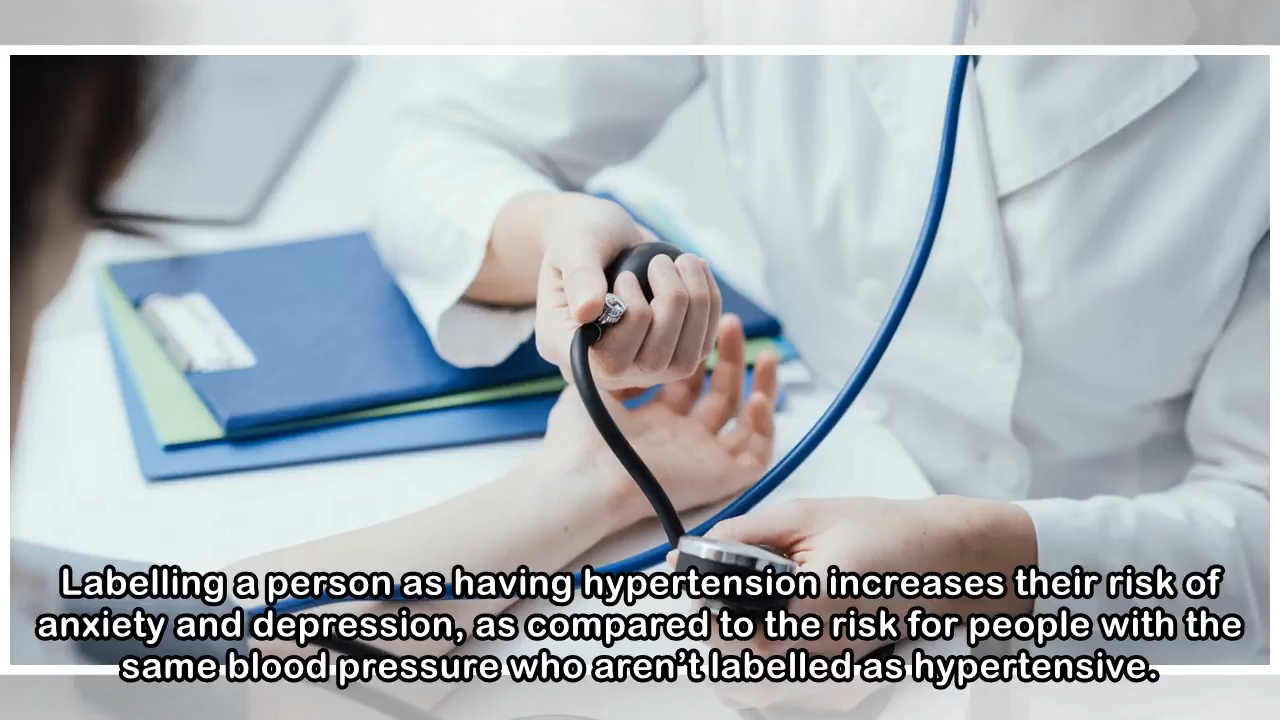 Labelling a person as having hypertension increases their risk of
anxiety and depression, as compared to the risk for people with the
same blood pressure who aren’t labelled as hypertensive.